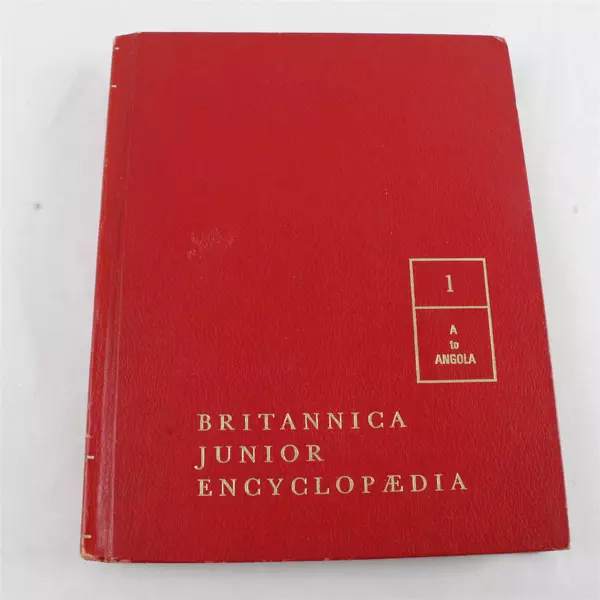 1
A
to
ANGOLA
BRITANNICA
JUNIOR
ENCYCLOPÆDIA